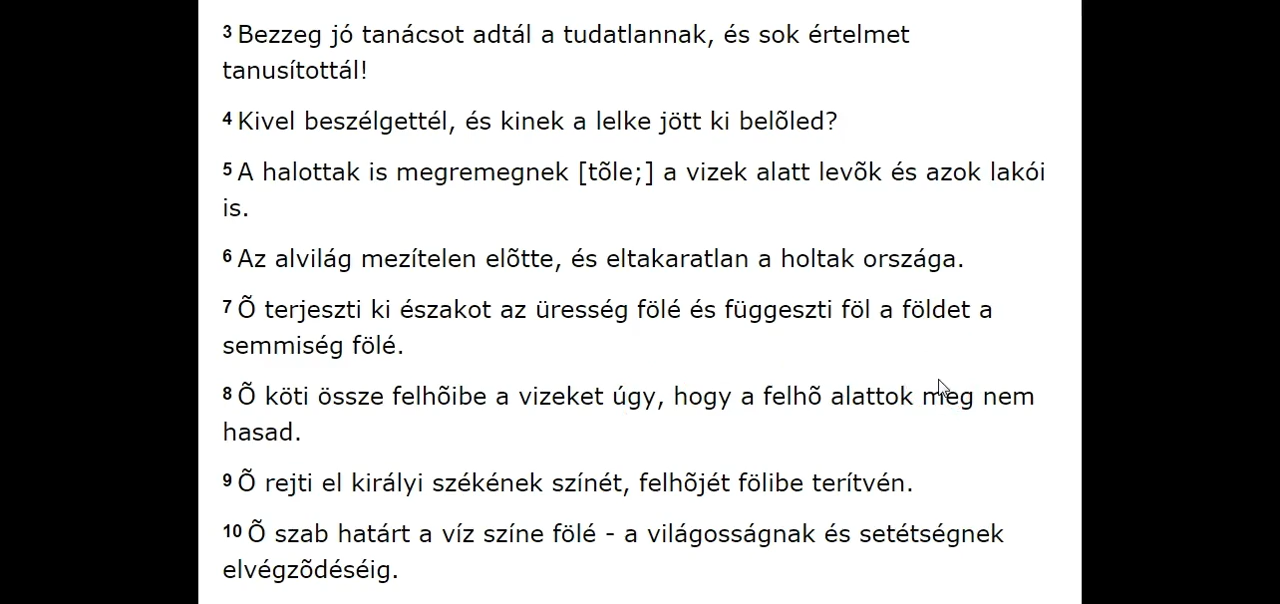 3 Bezzeg jó tanácsot adtál a tudatlannak, és sok értelmet
tanusítottál!
4 Kivel beszélgettél, és kinek a lelke jött ki belõled?
5 A halottak is megremegnek [tõle;] a vizek alatt levõk és azok lakói
is.
6 Az alvilág mezítelen elõtte, és eltakaratlan a holtak országa.
7 Õ terjeszti ki északot az üresség fölé és függeszti föl a földet a
semmiség fölé.
8 Õ köti össze felhõibe a vizeket úgy, hogy a felhõ alattok meg nem
hasad.
9 Õ rejti el királyi székének színét, felhõjét fölibe terítvén.
10 Õ szab határt a víz színe fölé - a világosságnak és setétségnek
elvégzõdéséig.